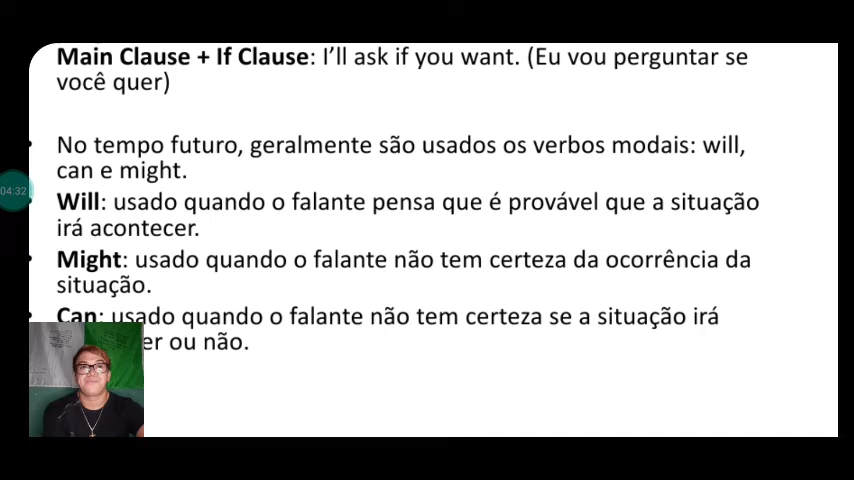 Main Clause + If Clause: I’ll ask if you want. (Eu vou perguntar se
você quer)
No tempo futuro, geralmente são usados os verbos modais: will,
can e might.
04:32
Will: usado quando o falante pensa que é provável que a situação
irá acontecer.
Might: usado quando o falante não tem certeza da ocorrência da
situação.
Can: usado quando o falante não tem certeza se a situação irá
er ou não.